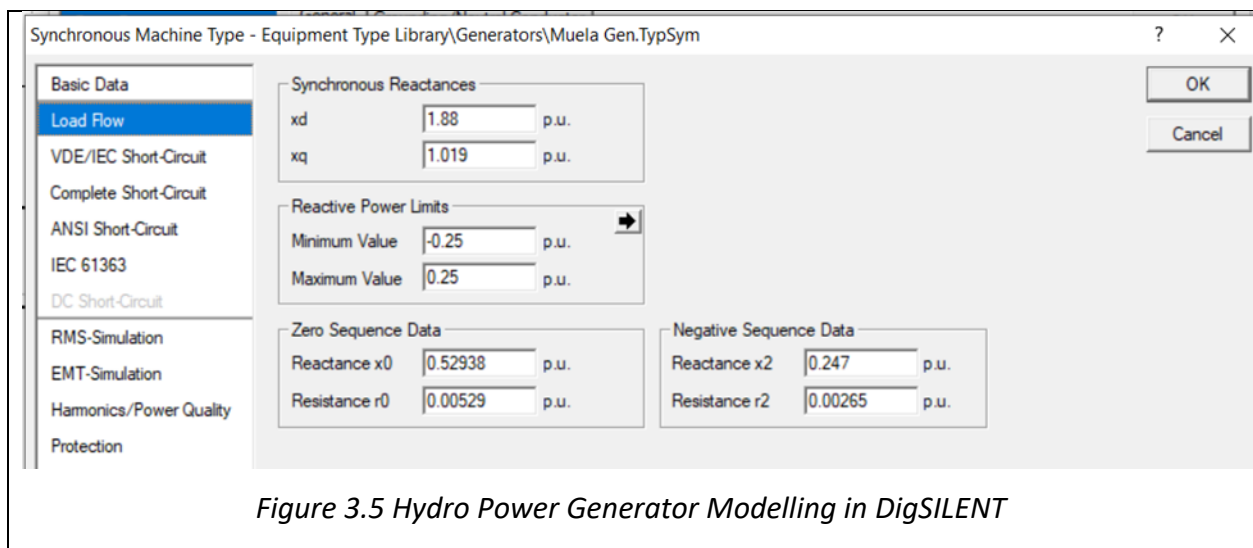 Synchronous Machine Type - Equipment Type Library\Generators\Muela Gen.TypSym ? ×
Basic Data
Load Flow
VDE/IEC Short-Circuit
Complete Short-Circuit
ANSI Short-Circuit
IEC 61363
DC Short-Circuit
RMS-Simulation
EMT-Simulation
Harmonics/Power Quality
Protection
Synchronous Reactances
xd 1.88 p.u.
xq 1.019 p.u.
Reactive Power Limits
Minimum Value -0.25 p.u.
Maximum Value 0.25 p.u.
Zero Sequence Data
Reactance x0 0.52938 p.u.
Resistance r0 0.00529 p.u.
Negative Sequence Data
Reactance x2 0.247 p.u.
Resistance r2 0.00265 p.u.
OK
Cancel
Figure 3.5 Hydro Power Generator Modelling in DigSILENT